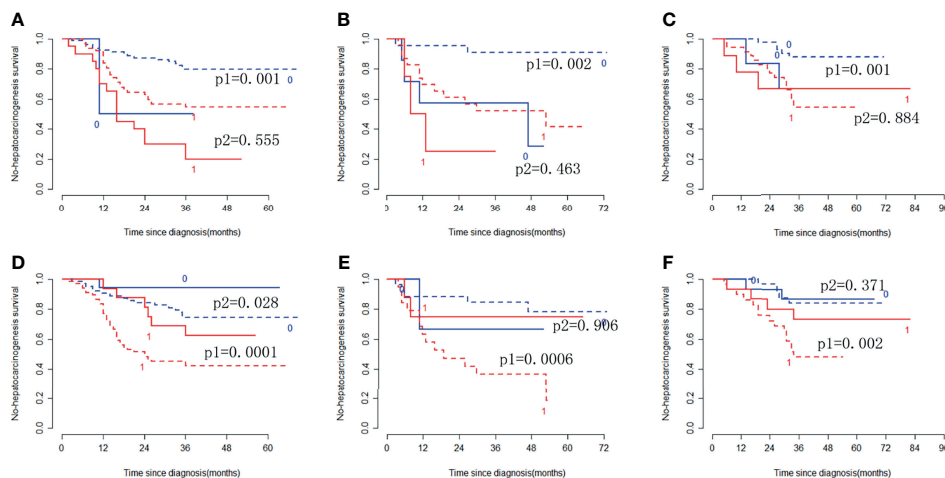 A
No-hepatocarcinogenesis survival
1.0
0.8
0.6
0.4
0.2
0.0
p1=0.001
p2=0.555
0
0
1
1
0 12 24 36 48 60
Time since diagnosis(months)
B
No-hepatocarcinogenesis survival
1.0
0.8
0.6
0.4
0.2
0.0
p1=0.002
0
1
0
p2=0.463
1
0 12 24 36 48 60 72
Time since diagnosis(months)
C
No-hepatocarcinogenesis survival
1.0
0.8
0.6
0.4
0.2
0.0
0
0
p1=0.001
1
p2=0.884
1
0 12 24 36 48 60 72 84 96
Time since diagnosis(months)
D
No-hepatocarcinogenesis survival
1.0
0.8
0.6
0.4
0.2
0.0
0
p2=0.028
0
1
p1=0.0001
1
0 12 24 36 48 60
Time since diagnosis(months)
E
No-hepatocarcinogenesis survival
1.0
0.8
0.6
0.4
0.2
0.0
0
1
p2=0.906
0
p1=0.0006
1
0 12 24 36 48 60 72
Time since diagnosis(months)
F
No-hepatocarcinogenesis survival
1.0
0.8
0.6
0.4
0.2
0.0
0
p2=0.371
0
1
p1=0.002
1
0 12 24 36 48 60 72 84
Time since diagnosis(months)